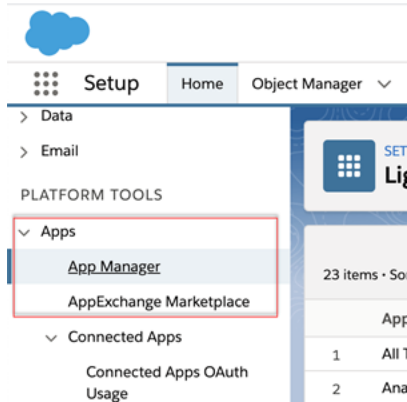 Setup
Home
Object Manager
Data
Email
PLATFORM TOOLS
Apps
App Manager
AppExchange Marketplace
Connected Apps
Connected Apps OAuth
Usage
SET
Lig
23 items • So
App
1 All T
2 Ana